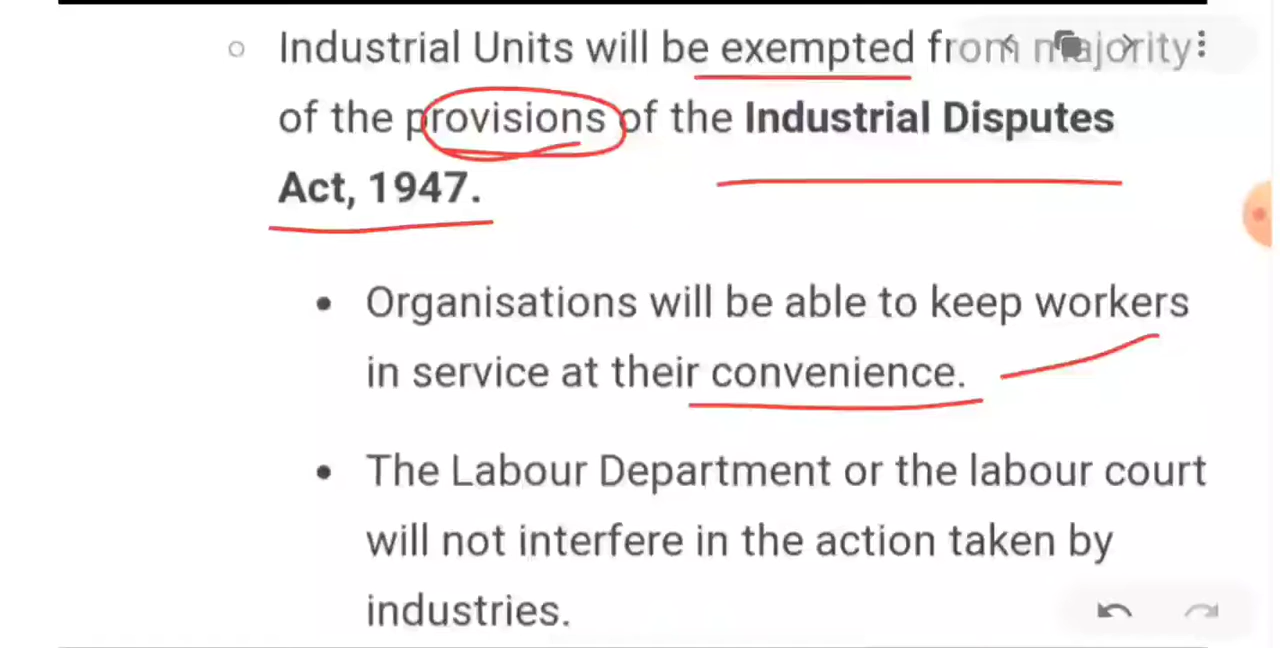 Industrial Units will be exempted from majority
of the provisions of the Industrial Disputes
Act, 1947.
Organisations will be able to keep workers
in service at their convenience.
The Labour Department or the labour court
will not interfere in the action taken by
industries.